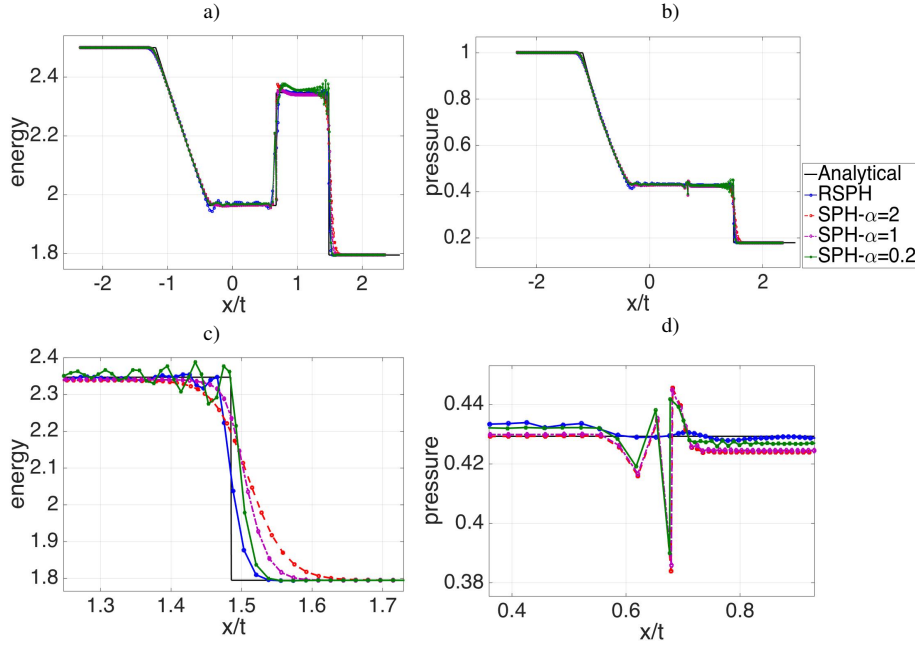 a)
2.4
2.2
2
1.8
energy
-2
-1
0
1
2
x/t
b)
1
0.8
0.6
0.4
0.2
pressure
-2
0
2
x/t
Analytical
RSPH
SPH-α=2
SPH-α=1
SPH-α=0.2
c)
2.4
2.3
2.2
2.1
2
1.9
1.8
energy
1.3
1.4
1.5
1.6
1.7
x/t
d)
0.44
0.42
0.4
0.38
pressure
0.4
0.6
0.8
x/t